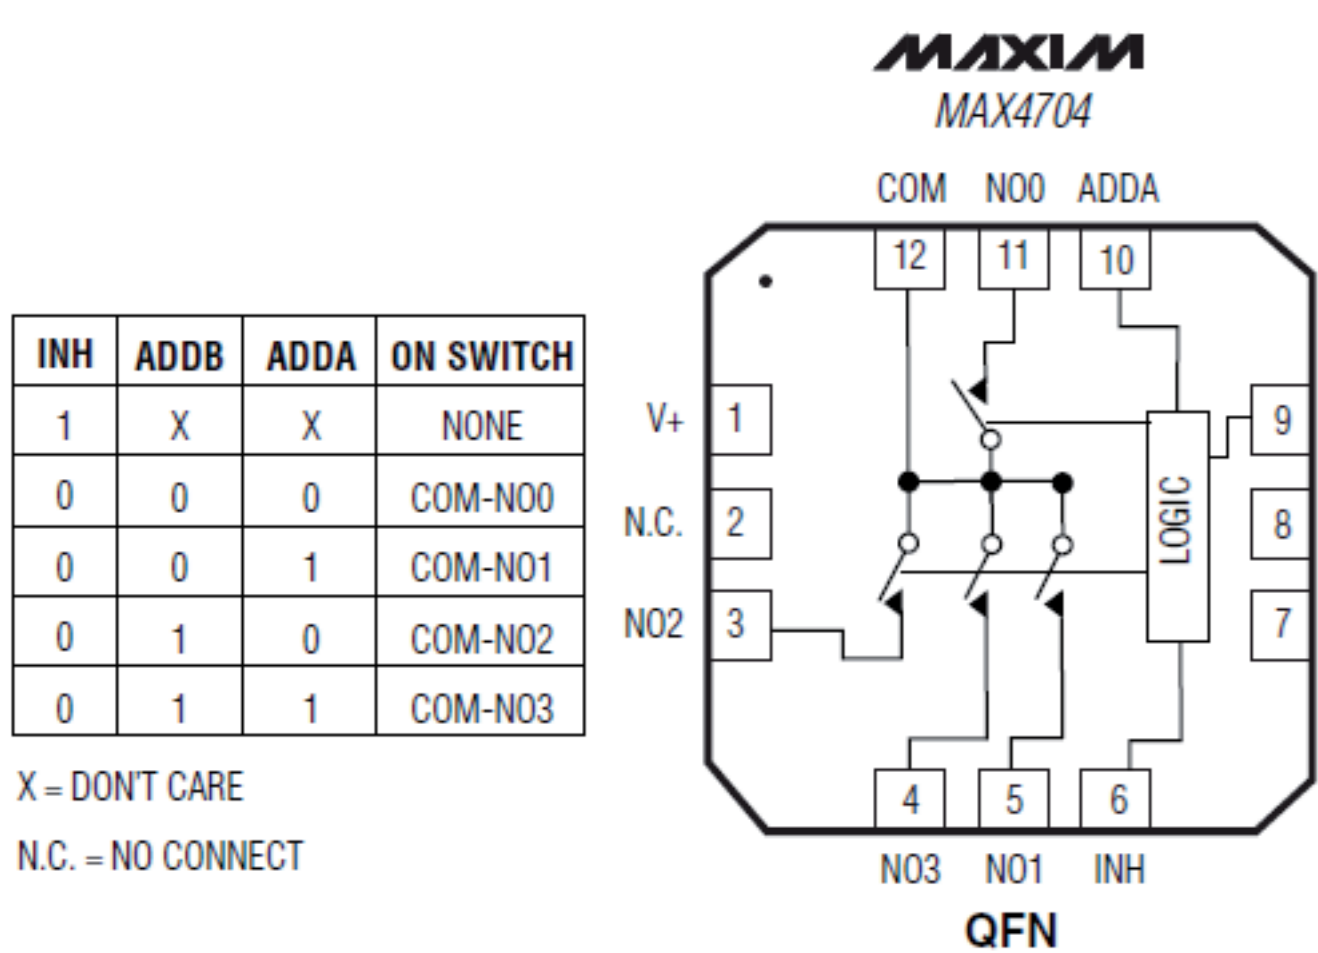 MAXIM
MAX4704
COM NO0 ADDA
12 11 10
INH ADDB ADDA ON SWITCH
1 X X NONE
0 0 0 COM-NO0
0 0 1 COM-NO1
0 1 0 COM-NO2
0 1 1 COM-NO3
X = DON'T CARE
N.C. = NO CONNECT
V+ 1
N.C. 2
NO2 3
LOGIC
9
8
7
4 5 6
NO3 NO1 INH
QFN